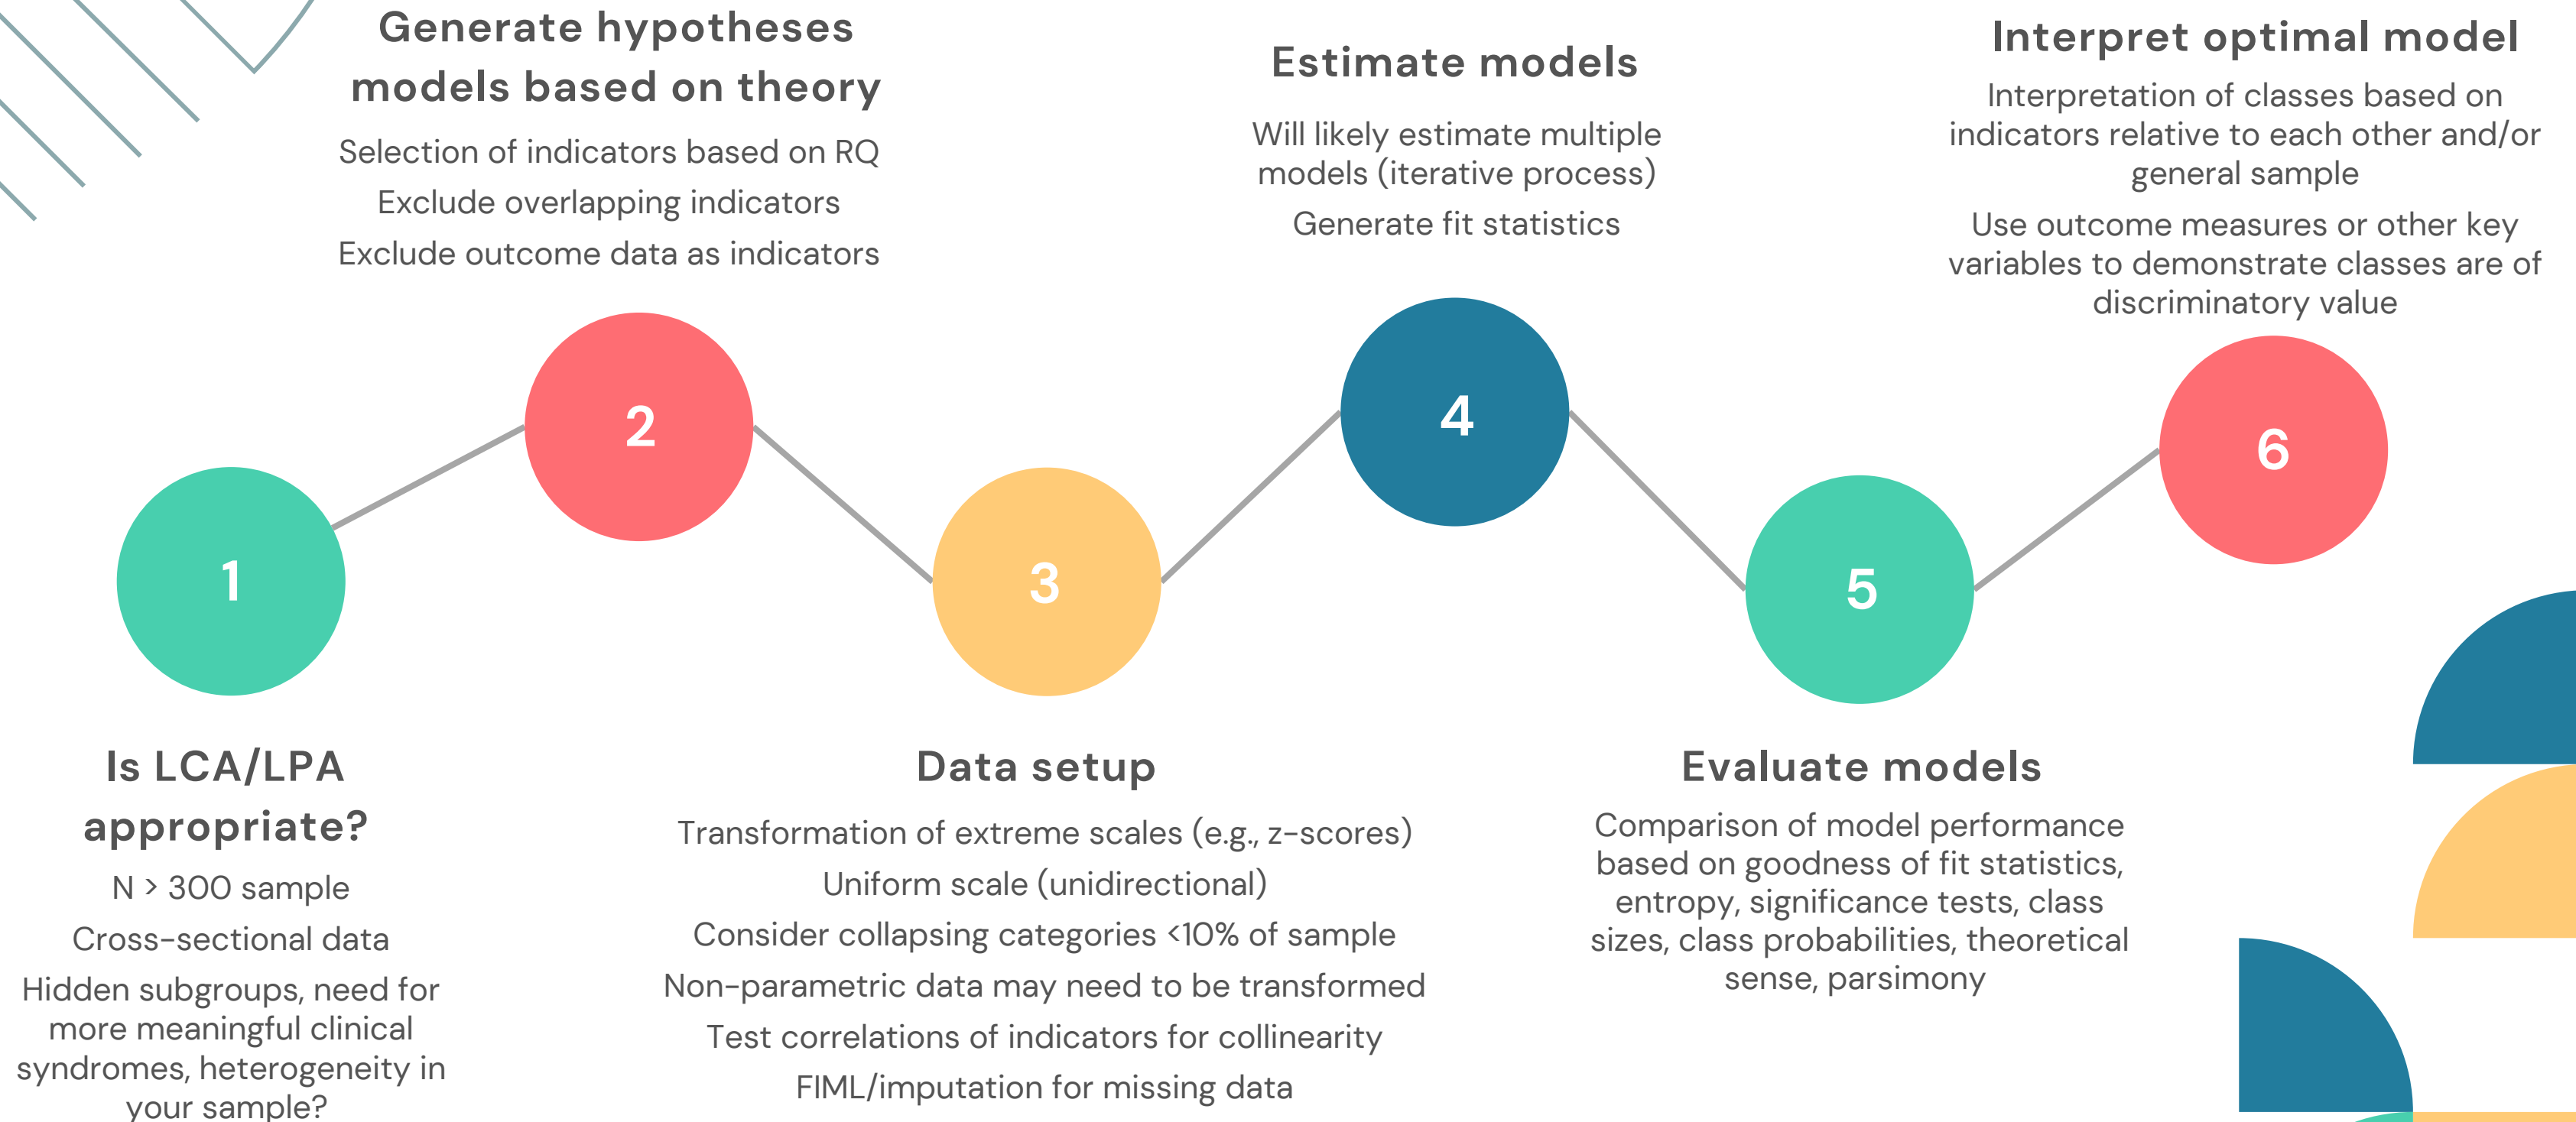 Generate hypotheses
models based on theory
Selection of indicators based on RQ
Exclude overlapping indicators
Exclude outcome data as indicators
Estimate models
Will likely estimate multiple
models (iterative process)
Generate fit statistics
Interpret optimal model
Interpretation of classes based on
indicators relative to each other and/or
general sample
Use outcome measures or other key
variables to demonstrate classes are of
discriminatory value
1
2
3
4
5
6
Is LCA/LPA
appropriate?
N > 300 sample
Cross-sectional data
Hidden subgroups, need for
more meaningful clinical
syndromes, heterogeneity in
your sample?
Data setup
Transformation of extreme scales (e.g., z-scores)
Uniform scale (unidirectional)
Consider collapsing categories <10% of sample
Non-parametric data may need to be transformed
Test correlations of indicators for collinearity
FIML/imputation for missing data
Evaluate models
Comparison of model performance
based on goodness of fit statistics,
entropy, significance tests, class
sizes, class probabilities, theoretical
sense, parsimony